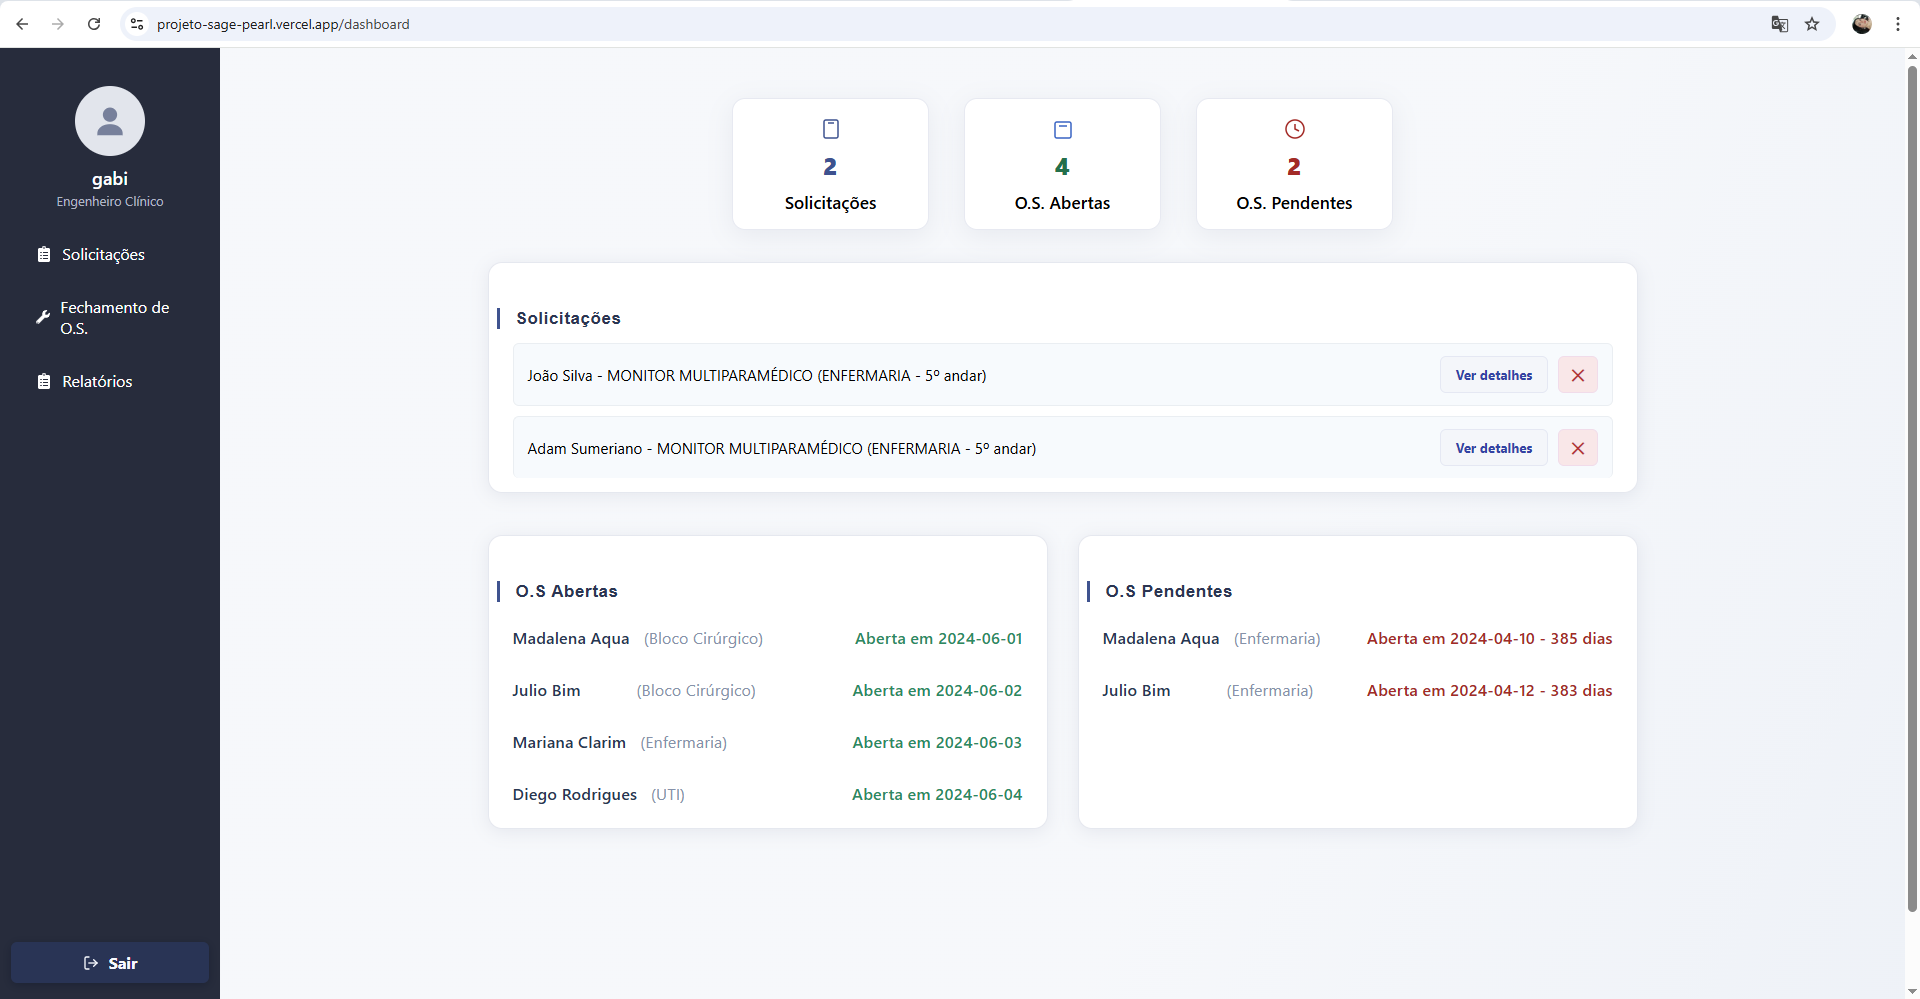 projeto-sage-pearl.vercel.app/dashboard
gabi
Engenheiro Clínico
Solicitações
Fechamento de
O.S.
Relatórios
Sair
2
Solicitações
4
O.S. Abertas
2
O.S. Pendentes
Solicitações
João Silva - MONITOR MULTIPARAMÉDICO (ENFERMARIA - 5º andar)
Ver detalhes
Adam Sumeriano - MONITOR MULTIPARAMÉDICO (ENFERMARIA - 5º andar)
Ver detalhes
O.S Abertas
Madalena Aqua (Bloco Cirúrgico) Aberta em 2024-06-01
Julio Bim (Bloco Cirúrgico) Aberta em 2024-06-02
Mariana Clarim (Enfermaria) Aberta em 2024-06-03
Diego Rodrigues (UTI) Aberta em 2024-06-04
O.S Pendentes
Madalena Aqua (Enfermaria) Aberta em 2024-04-10 - 385 dias
Julio Bim (Enfermaria) Aberta em 2024-04-12 - 383 dias